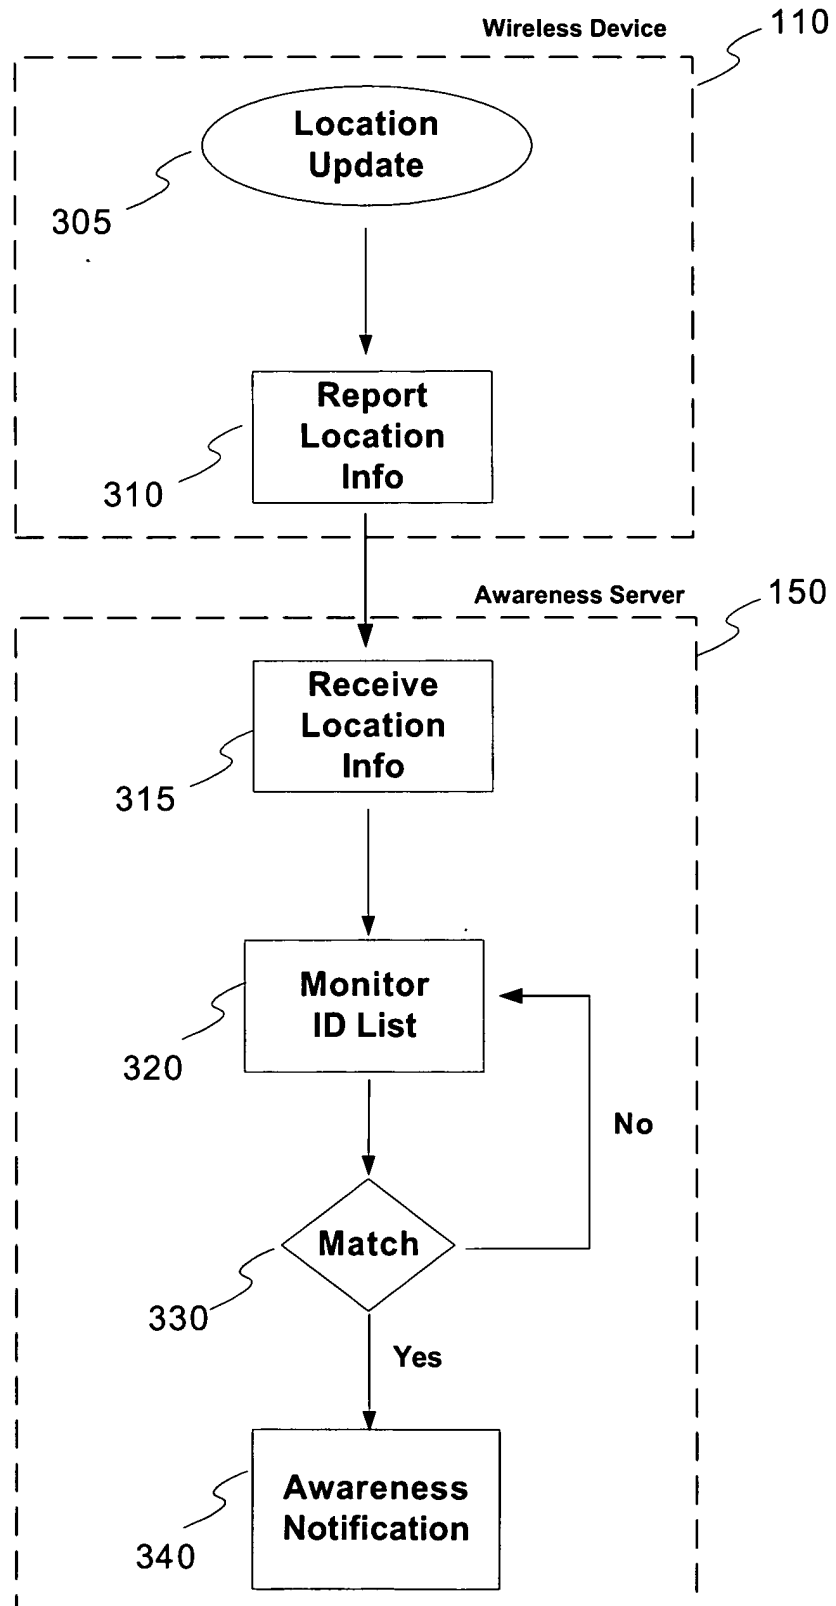 Wireless Device
110
Location
Update
305
Report
Location
Info
310
Awareness Server
150
Receive
Location
Info
315
Monitor
ID List
320
No
Match
330
Yes
Awareness
Notification
340